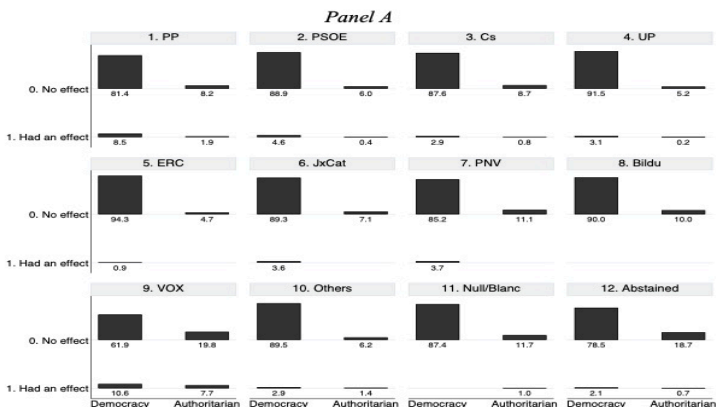 Panel A
1. PP 2. PSOE 3. Cs 4. UP
0. No effect
81.4 8.2 88.9 6.0 87.6 8.7 91.5 5.2
1. Had an effect
8.5 1.9 4.6 0.4 2.9 0.8 3.1 0.2
5. ERC 6. JxCat 7. PNV 8. Bildu
0. No effect
94.3 4.7 89.3 7.1 85.2 11.1 90.0 10.0
1. Had an effect
0.9 3.6 3.7
9. VOX 10. Others 11. Null/Blanc 12. Abstained
0. No effect
61.9 19.8 89.5 6.2 87.4 11.7 78.5 18.7
1. Had an effect
10.6 7.7 2.9 1.4 1.0 2.1 0.7
Democracy Authoritarian Democracy Authoritarian Democracy Authoritarian Democracy Authoritarian